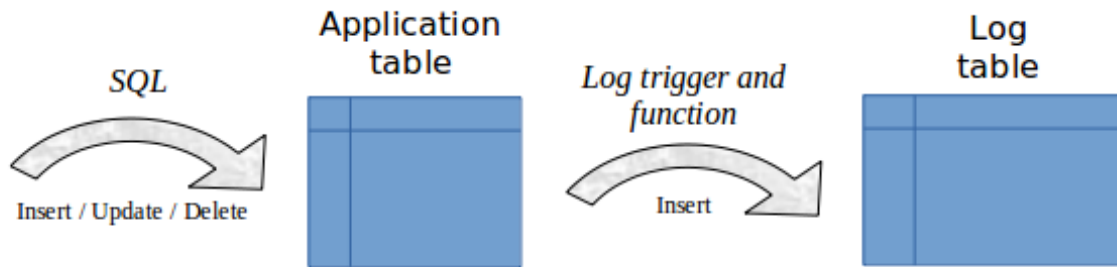 SQL
Insert / Update / Delete
Application
table
Log trigger and
function
Insert
Log
table